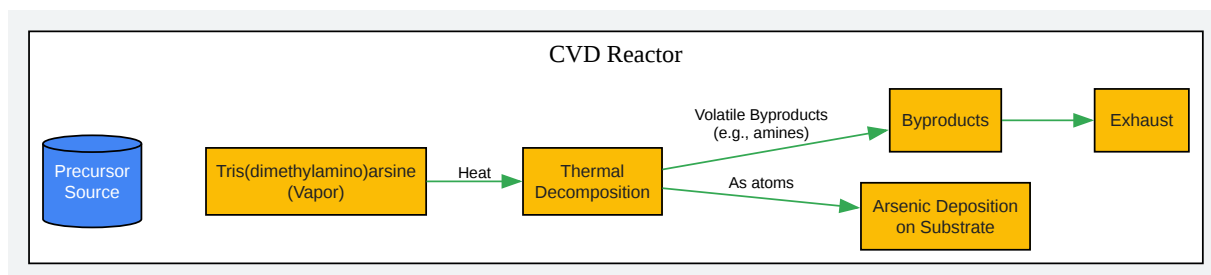 CVD Reactor
Precursor
Source
Tris(dimethylamino)arsine
(Vapor)
Heat
Thermal
Decomposition
Volatile Byproducts
(e.g., amines)
As atoms
Byproducts
Exhaust
Arsenic Deposition
on Substrate